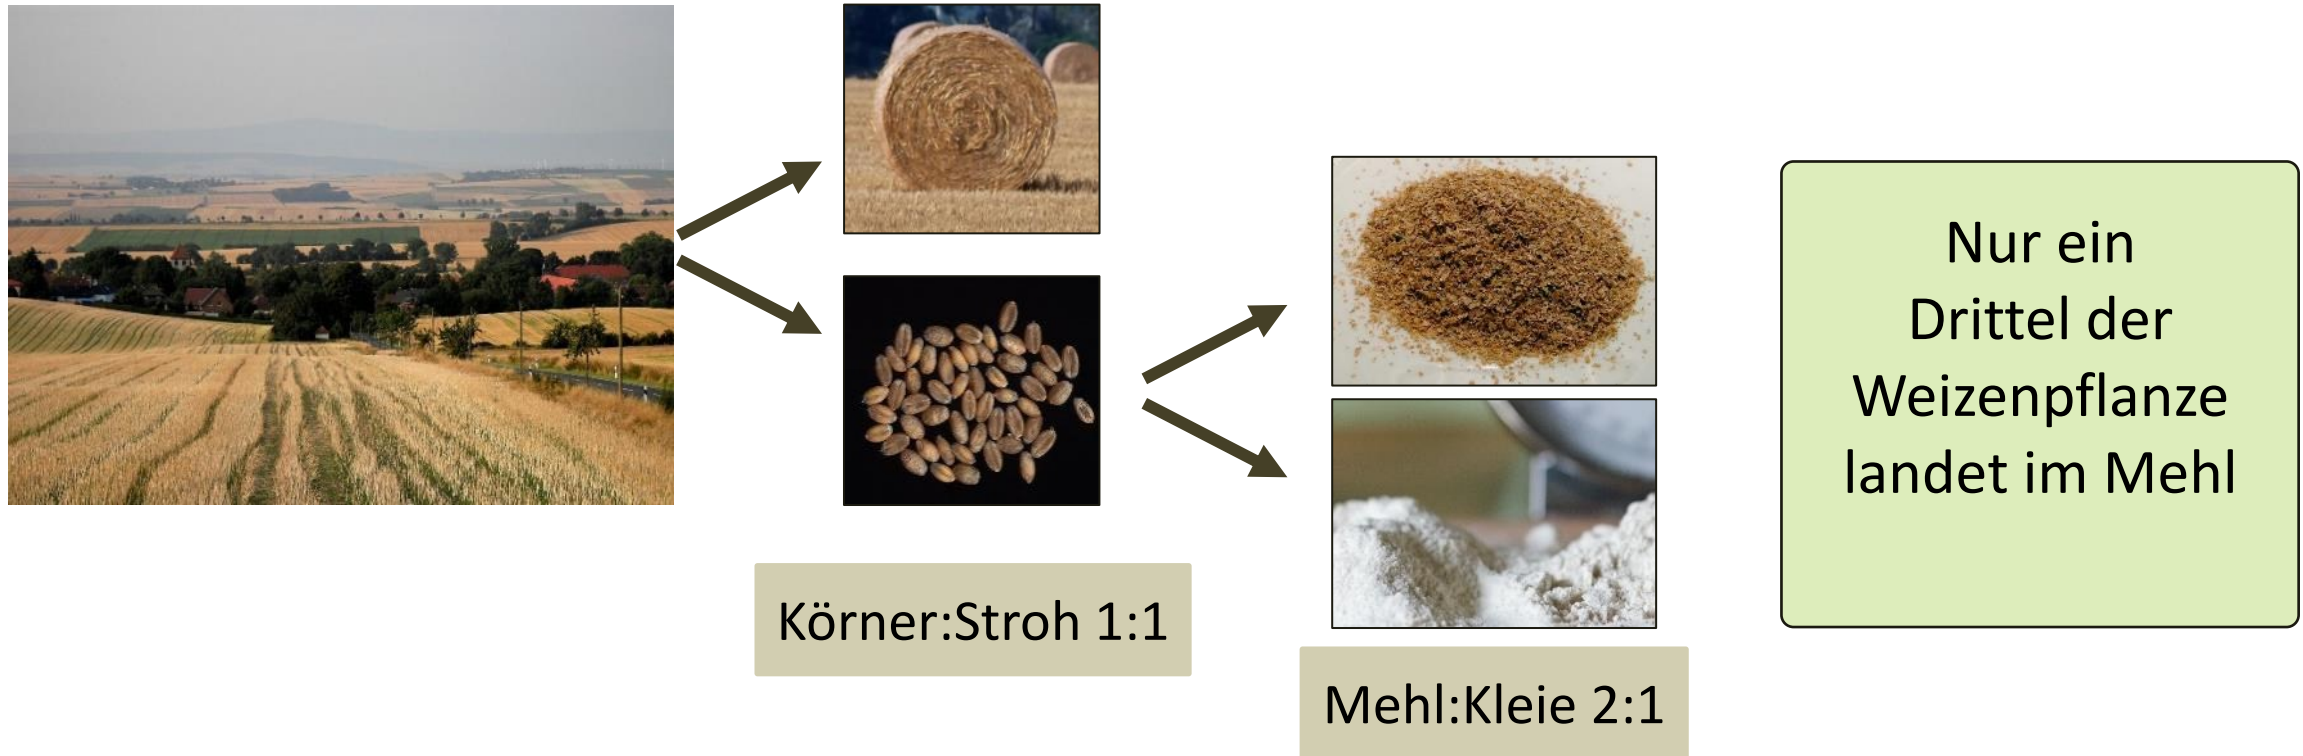 Körner:Stroh 1:1
Mehl:Kleie 2:1
Nur ein
Drittel der
Weizenpflanze
landet im Mehl